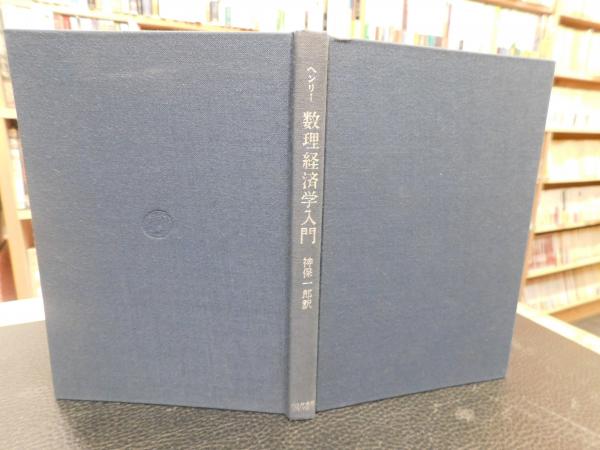 ヘンリー
数理経済学入門
神保一郎訳